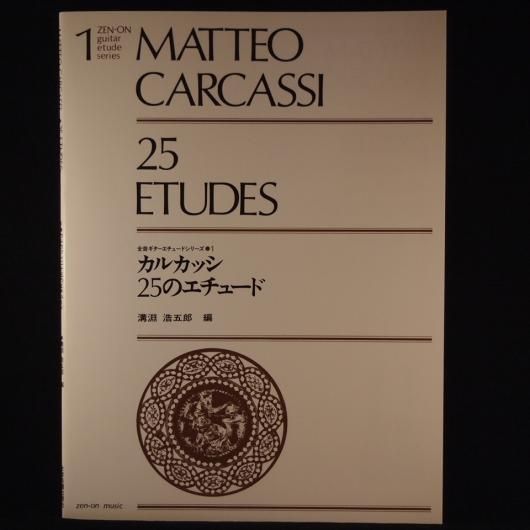 1 ZEN-ON
guitar
etude
series
MATTEO
CARCASSI
25
ETUDES
全音ギターエチュードシリーズ●1
カルカッシ
25のエチュード
溝淵 浩五郎 編
zen-on music